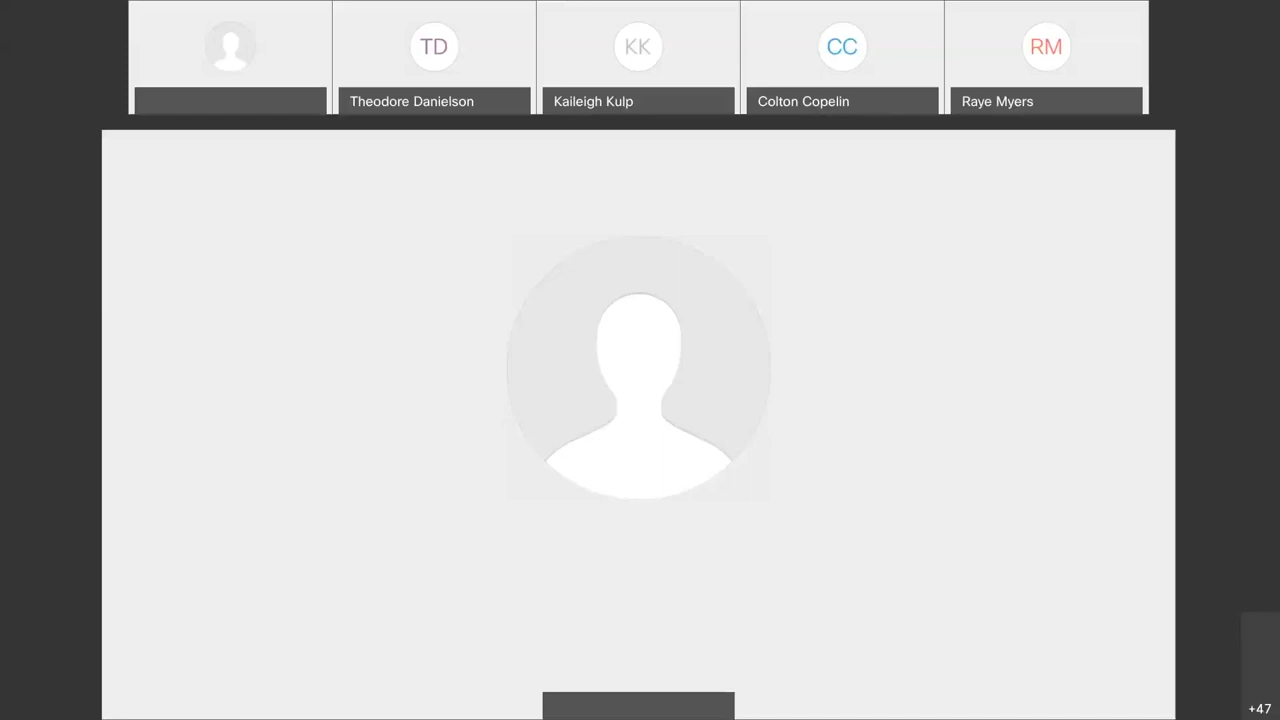 TD
KK
CC
RM
Theodore Danielson
Kaileigh Kulp
Colton Copelin
Raye Myers
+47